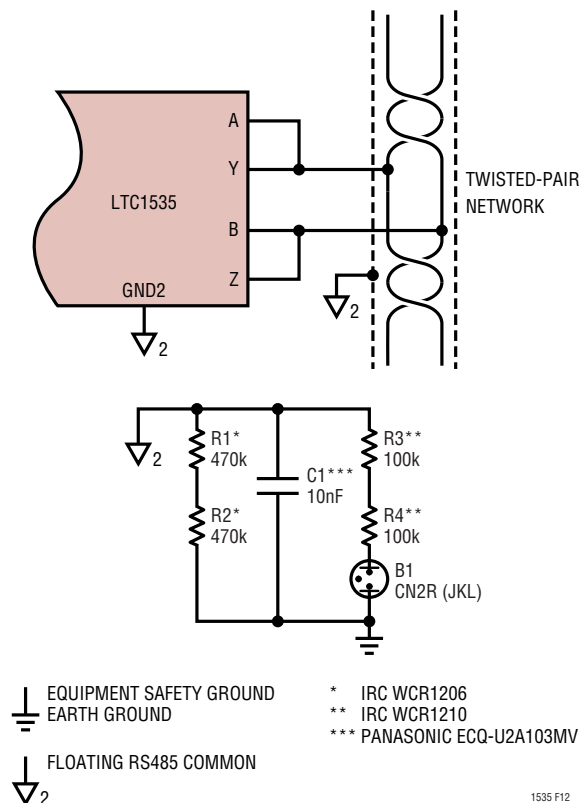 A
Y
LTC1535
B
Z
GND2
2
2
TWISTED-PAIR
NETWORK
2
R1*
470k
R2*
470k
C1***
10nF
R3**
100k
R4**
100k
B1
CN2R (JKL)
EQUIPMENT SAFETY GROUND
EARTH GROUND
2
FLOATING RS485 COMMON
* IRC WCR1206
** IRC WCR1210
*** PANASONIC ECQ-U2A103MV
1535 F12